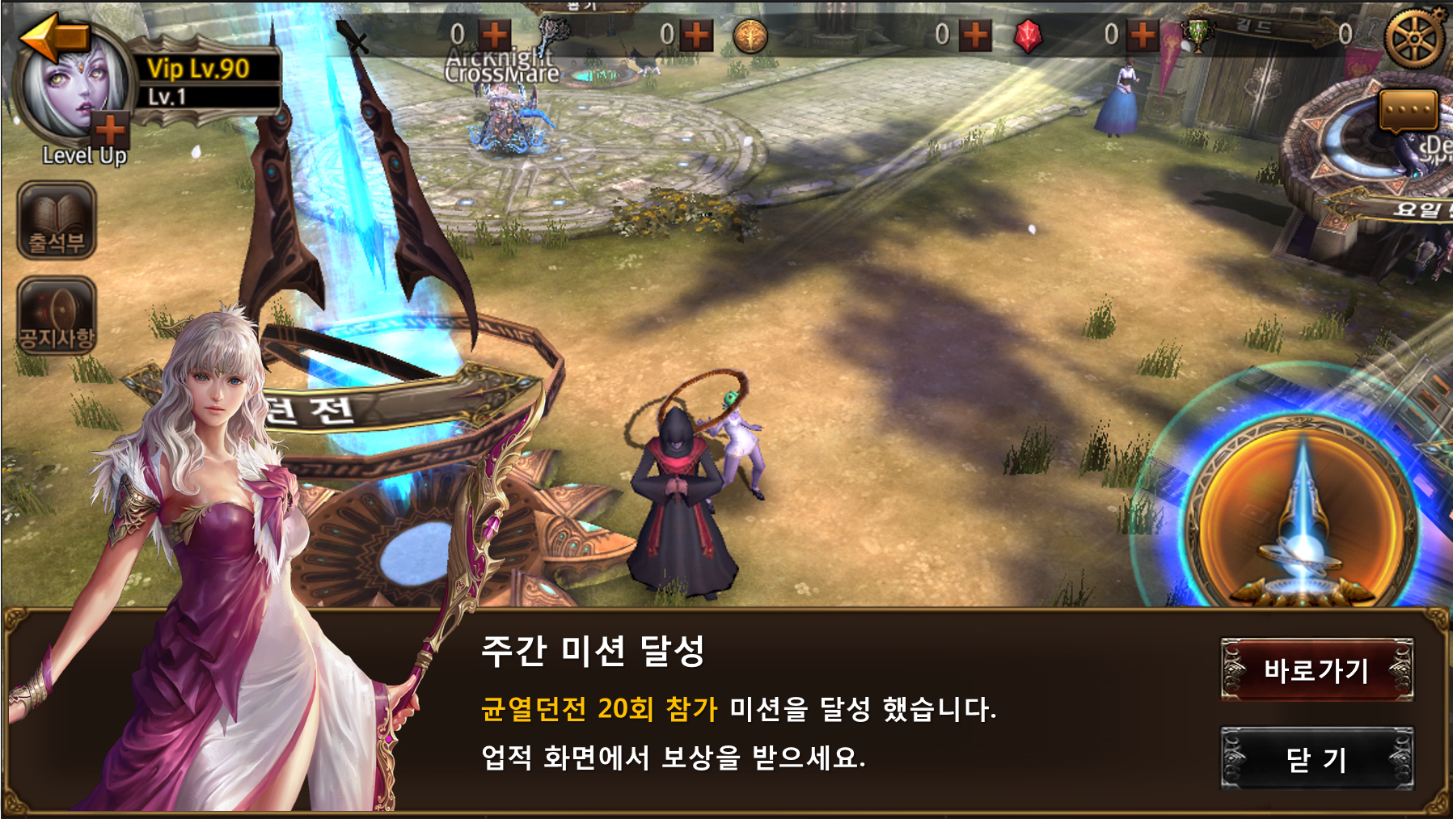 0
0
0
0
길드
0
ArcKnight
CrossMare
Vip Lv.90
Lv.1
Level Up
출석부
공지사항
요일
던 전
주간 미션 달성
균열던전 20회 참가 미션을 달성 했습니다.
업적 화면에서 보상을 받으세요.
바로가기
닫 기